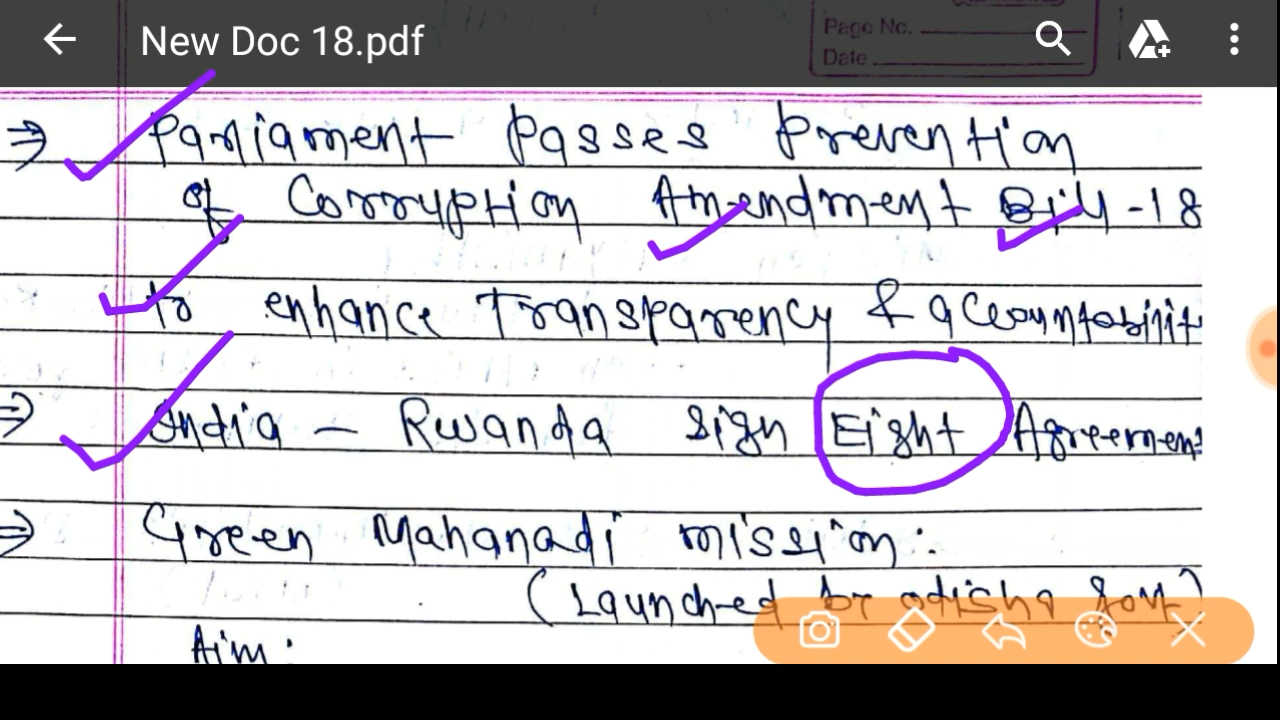 New Doc 18.pdf
Page No.
Date
⇒ Parliament Passes Prevention
of Corruption Amendment Bill -18
to enhance Transparency & accountabilit
⇒ India - Rwanda sign Eight Agreement
⇒ Green Mahanadi mission:
(Launched by odisha Govt)
Aim: